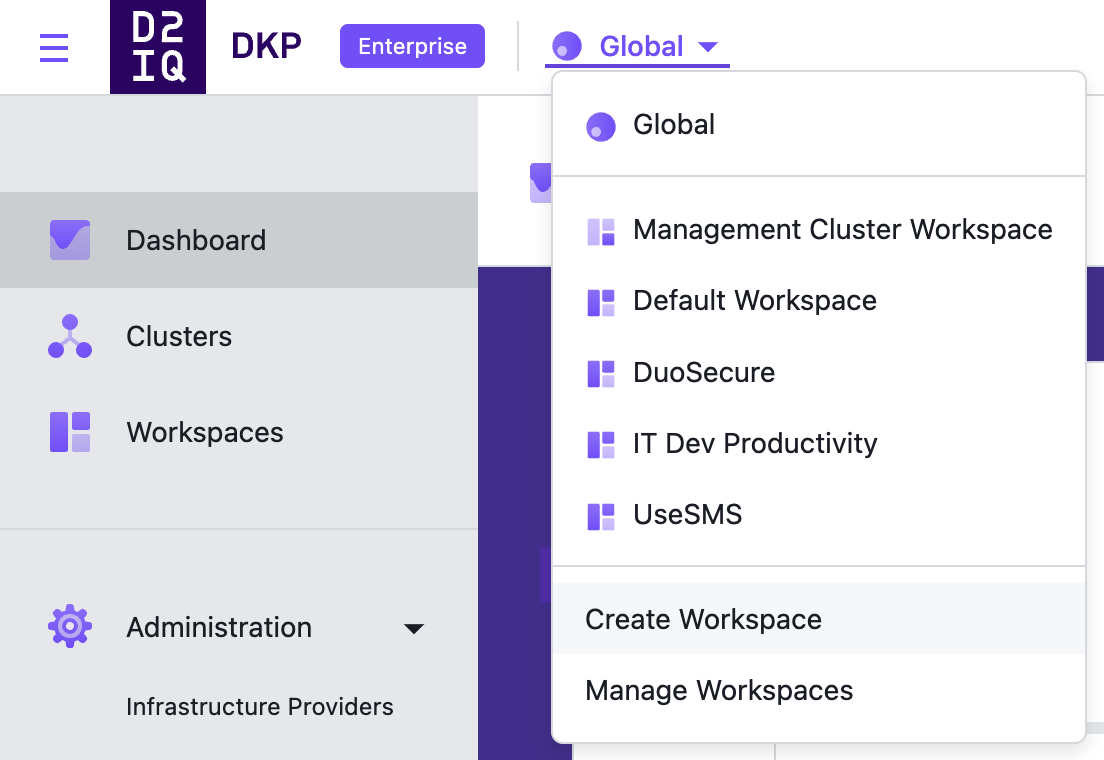 D2
IQ
DKP
Enterprise
Global
Global
Management Cluster Workspace
Default Workspace
DuoSecure
IT Dev Productivity
UseSMS
Create Workspace
Manage Workspaces
Dashboard
Clusters
Workspaces
Administration
Infrastructure Providers